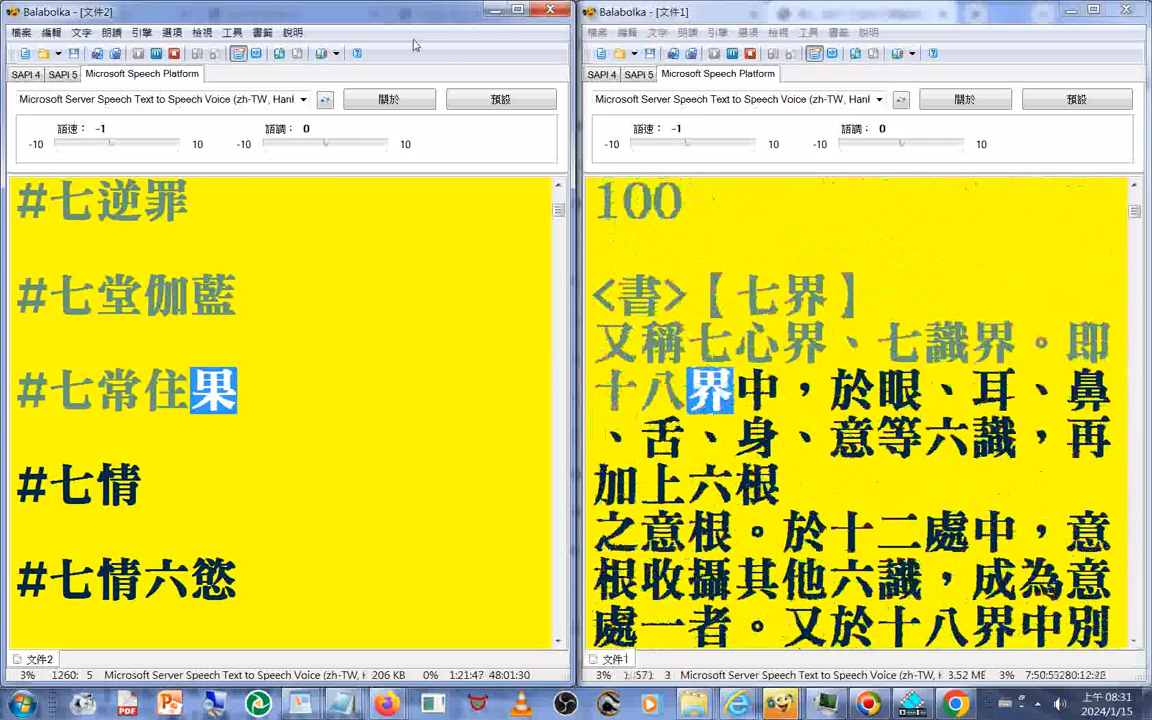 Balabolka - [文件2]
檔案 編輯 文字 朗讀 引擎 選項 檢視 工具 書籤 說明
SAPI 4 SAPI 5 Microsoft Speech Platform
Microsoft Server Speech Text to Speech Voice (zh-TW, Hanl
關於 預設
語速： -1 語調： 0
-10 10 -10 10
#七逆罪
#七堂伽藍
#七常住果
#七情
#七情六慾
文件2
3% 1260: 5 Microsoft Server Speech Text to Speech Voice (zh-TW, Ha 206 KB 0% 1:21:47 48:01:30
Balabolka - [文件1]
檔案 編輯 文字 朗讀 引擎 選項 檢視 工具 書籤 說明
SAPI 4 SAPI 5 Microsoft Speech Platform
Microsoft Server Speech Text to Speech Voice (zh-TW, Hanl
關於 預設
語速： -1 語調： 0
-10 10 -10 10
100
<書>【七界】
又稱七心界、七識界。即
十八界中，於眼、耳、鼻
、舌、身、意等六識，再
加上六根
之意根。於十二處中，意
根收攝其他六識，成為意
處一者。又於十八界中別
文件1
3% Microsoft Server Speech Text to Speech Voice (zh-TW, Ha 3.52 MB 3%
上午 08:31
2024/1/15